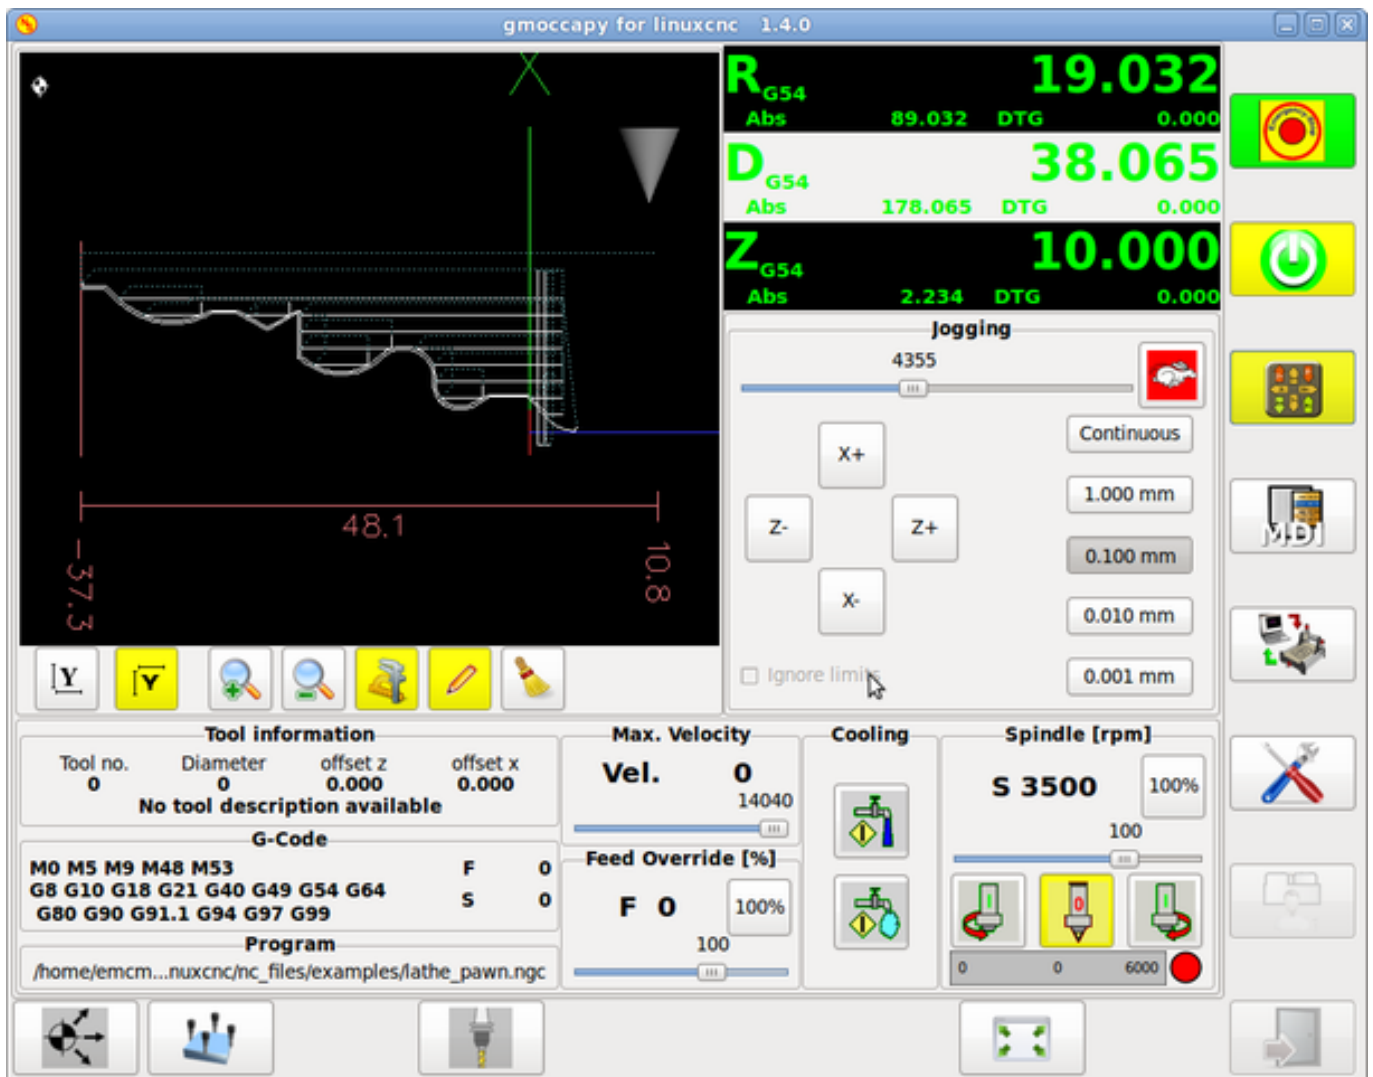 gmoccapy for linuxcnc 1.4.0
X
48.1
-37.3
10.8
R G54 19.032
Abs 89.032 DTG 0.000
D G54 38.065
Abs 178.065 DTG 0.000
Z G54 10.000
Abs 2.234 DTG 0.000
Jogging
4355
Continuous
X+
1.000 mm
Z- Z+
0.100 mm
X-
0.010 mm
Ignore limits
0.001 mm
Y
Y
MDI
Tool information
Tool no. Diameter offset z offset x
0 0 0.000 0.000
No tool description available
G-Code
M0 M5 M9 M48 M53 F 0
G8 G10 G18 G21 G40 G49 G54 G64 S 0
G80 G90 G91.1 G94 G97 G99
Program
/home/emcm...nuxcnc/nc_files/examples/lathe_pawn.ngc
Max. Velocity
Vel. 0
14040
Feed Override [%]
F 0 100%
100
Cooling
Spindle [rpm]
S 3500 100%
100
0 0 6000